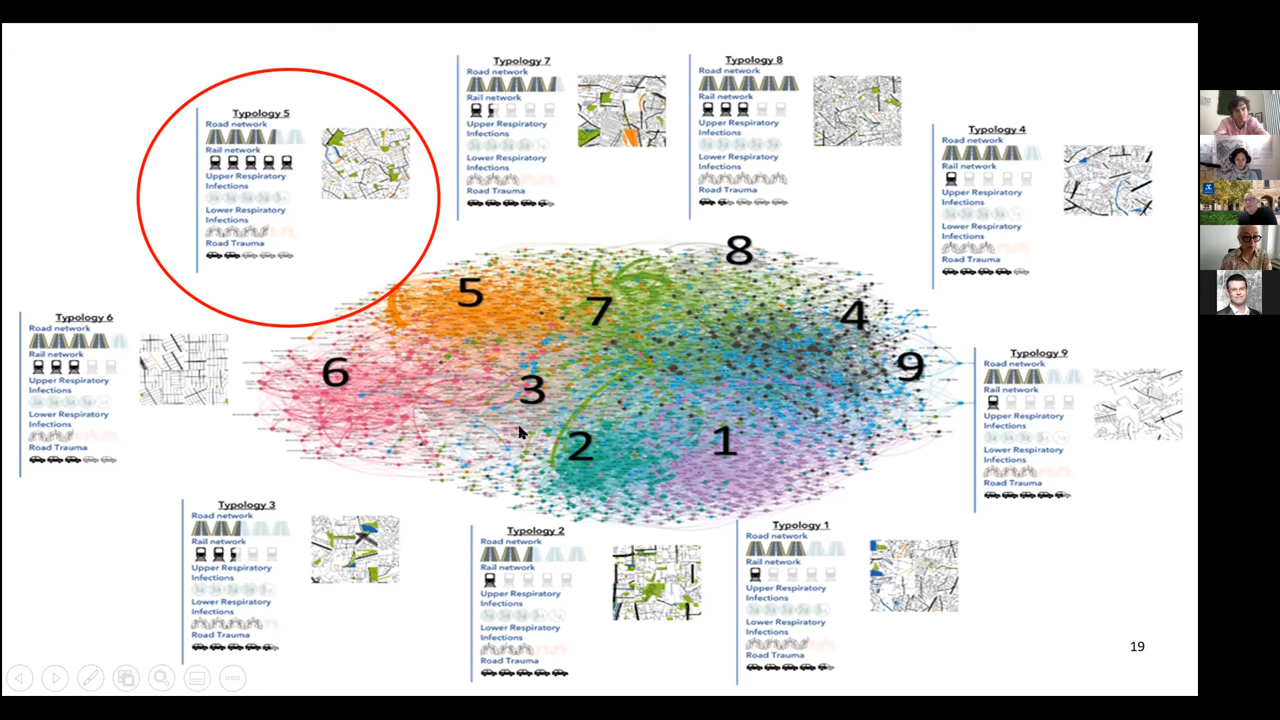 Typology 7
Road network
Rail network
Upper Respiratory
Infections
Lower Respiratory
Infections
Road Trauma
Typology 8
Road network
Rail network
Upper Respiratory
Infections
Lower Respiratory
Infections
Road Trauma
Typology 5
Road network
Rail network
Upper Respiratory
Infections
Lower Respiratory
Infections
Road Trauma
Typology 4
Road network
Rail network
Upper Respiratory
Infections
Lower Respiratory
Infections
Road Trauma
8
5
7
4
Typology 6
Road network
Rail network
Upper Respiratory
Infections
Lower Respiratory
Infections
Road Trauma
6
3
9
2
1
Typology 9
Road network
Rail network
Upper Respiratory
Infections
Lower Respiratory
Infections
Road Trauma
Typology 3
Road network
Rail network
Upper Respiratory
Infections
Lower Respiratory
Infections
Road Trauma
Typology 2
Road network
Rail network
Upper Respiratory
Infections
Lower Respiratory
Infections
Road Trauma
Typology 1
Road network
Rail network
Upper Respiratory
Infections
Lower Respiratory
Infections
Road Trauma
19